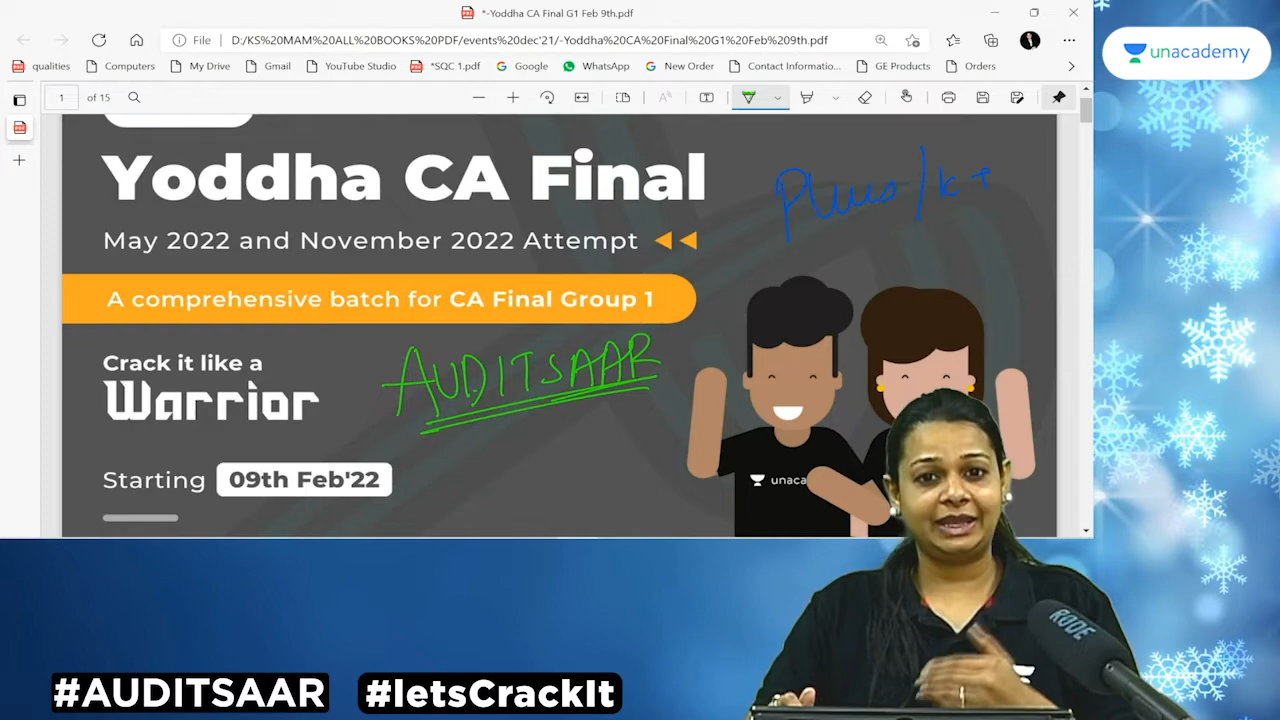 *-Yoddha CA Final G1 Feb 9th.pdf
File D:/KS%20MAM%20ALL%20BOOKS%20PDF/events%20dec'21/-Yoddha%20CA%20Final%20G1%20Feb%209th.pdf
qualities Computers My Drive Gmail YouTube Studio *SQC 1.pdf Google WhatsApp New Order Contact Informatio... GE Products Orders
1 of 15
unacademy
Yoddha CA Final
Plus/k+
May 2022 and November 2022 Attempt
A comprehensive batch for CA Final Group 1
Crack it like a
Warrior
AUDITSAAR
Starting 09th Feb'22
unaca
RODE
#AUDITSAAR #letsCrackIt